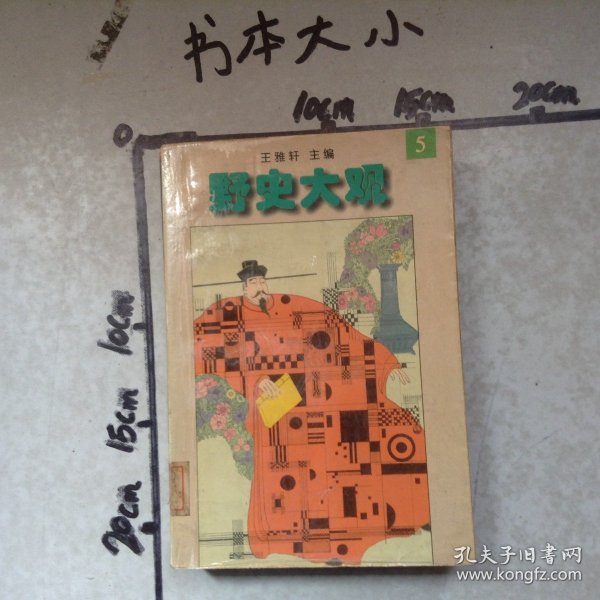 书本大小
10cm
15cm
20cm
0
王雅轩 主编
5
野史大观
10cm
15cm
20cm
孔夫子旧书网
www.kongfz.com